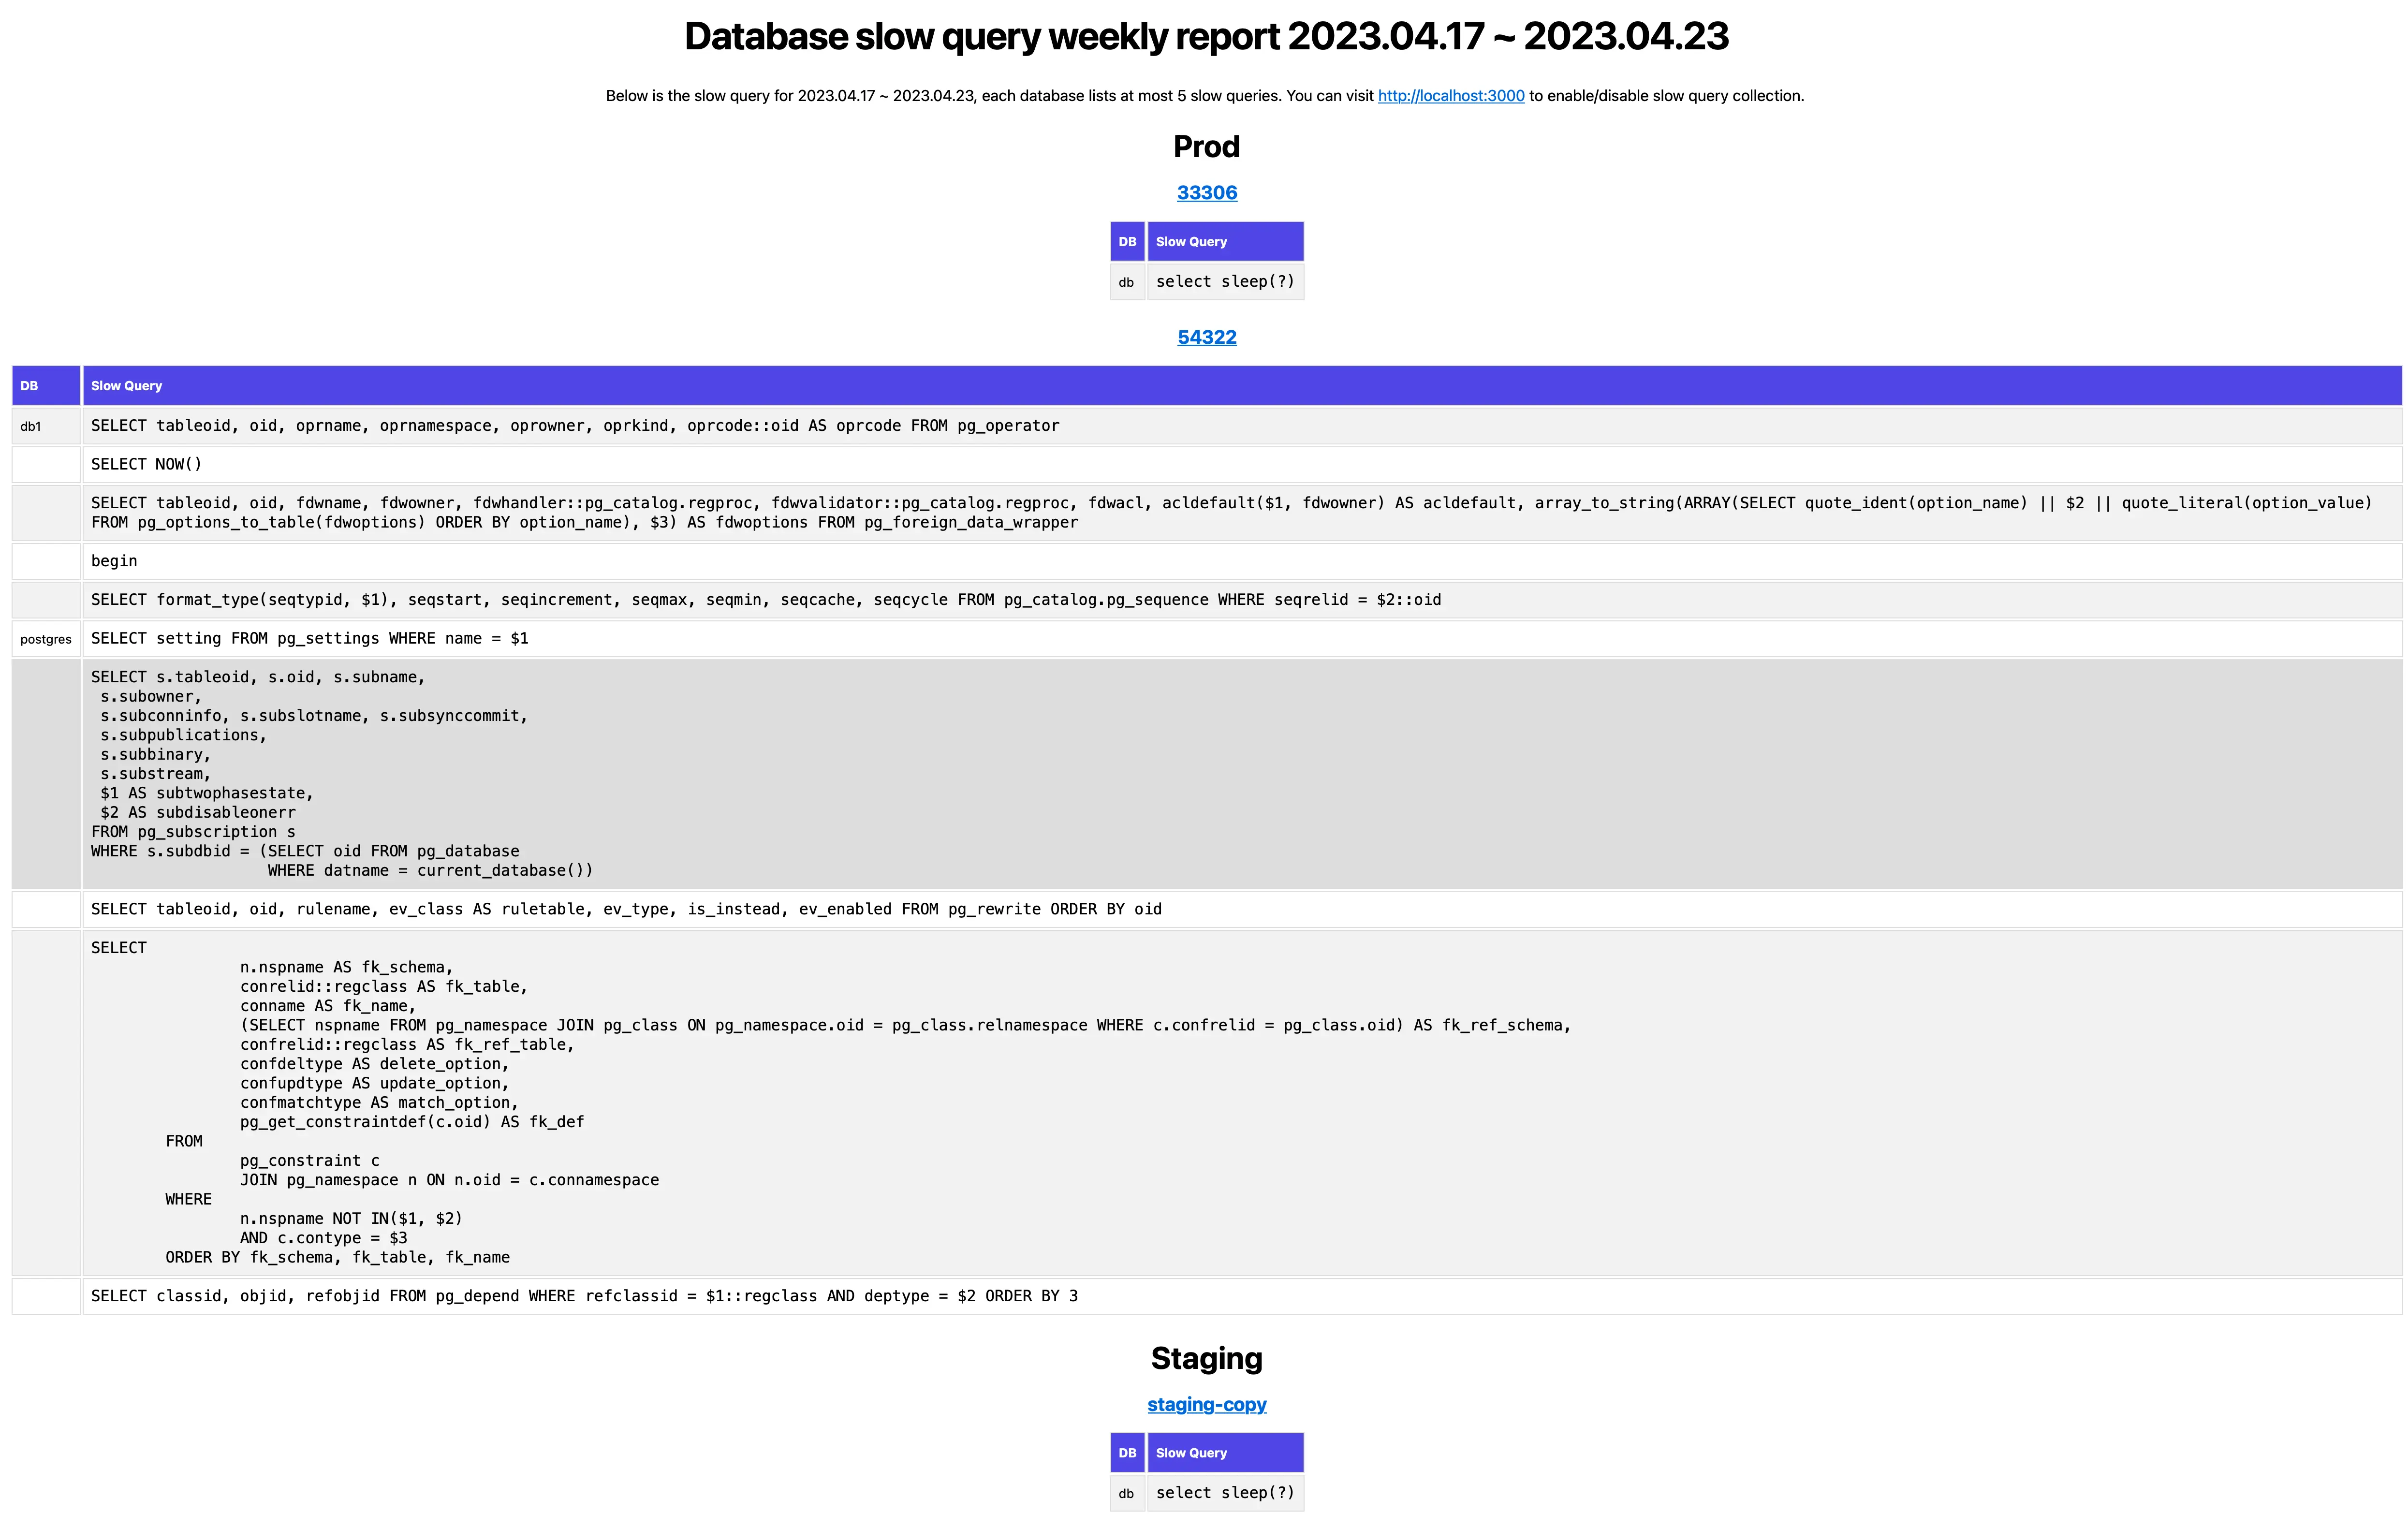 Database slow query weekly report 2023.04.17 ~ 2023.04.23
Below is the slow query for 2023.04.17 ~ 2023.04.23, each database lists at most 5 slow queries. You can visit http://localhost:3000 to enable/disable slow query collection.
Prod
33306
DB Slow Query
db select sleep(?)
54322
DB Slow Query
db1 SELECT tableoid, oid, oprname, oprnamespace, oprowner, oprkind, oprcode::oid AS oprcode FROM pg_operator
SELECT NOW()
SELECT tableoid, oid, fdwname, fdwowner, fdwhandler::pg_catalog.regproc, fdwvalidator::pg_catalog.regproc, fdwacl, acldefault($1, fdwowner) AS acldefault, array_to_string(ARRAY(SELECT quote_ident(option_name) || $2 || quote_literal(option_value)
FROM pg_options_to_table(fdwoptions) ORDER BY option_name), $3) AS fdwoptions FROM pg_foreign_data_wrapper
begin
SELECT format_type(seqtypid, $1), seqstart, seqincrement, seqmax, seqmin, seqcache, seqcycle FROM pg_catalog.pg_sequence WHERE seqrelid = $2::oid
postgres SELECT setting FROM pg_settings WHERE name = $1
SELECT s.tableoid, s.oid, s.subname,
s.subowner,
s.subconninfo, s.subslotname, s.subsynccommit,
s.subpublications,
s.subbinary,
s.substream,
$1 AS subtwophasestate,
$2 AS subdisableonerr
FROM pg_subscription s
WHERE s.subdbid = (SELECT oid FROM pg_database
WHERE datname = current_database())
SELECT tableoid, oid, rulename, ev_class AS ruletable, ev_type, is_instead, ev_enabled FROM pg_rewrite ORDER BY oid
SELECT
n.nspname AS fk_schema,
conrelid::regclass AS fk_table,
conname AS fk_name,
(SELECT nspname FROM pg_namespace JOIN pg_class ON pg_namespace.oid = pg_class.relnamespace WHERE c.confrelid = pg_class.oid) AS fk_ref_schema,
confrelid::regclass AS fk_ref_table,
confdeltype AS delete_option,
confupdtype AS update_option,
confmatchtype AS match_option,
pg_get_constraintdef(c.oid) AS fk_def
FROM
pg_constraint c
JOIN pg_namespace n ON n.oid = c.connamespace
WHERE
n.nspname NOT IN($1, $2)
AND c.contype = $3
ORDER BY fk_schema, fk_table, fk_name
SELECT classid, objid, refobjid FROM pg_depend WHERE refclassid = $1::regclass AND deptype = $2 ORDER BY 3
Staging
staging-copy
DB Slow Query
db select sleep(?)